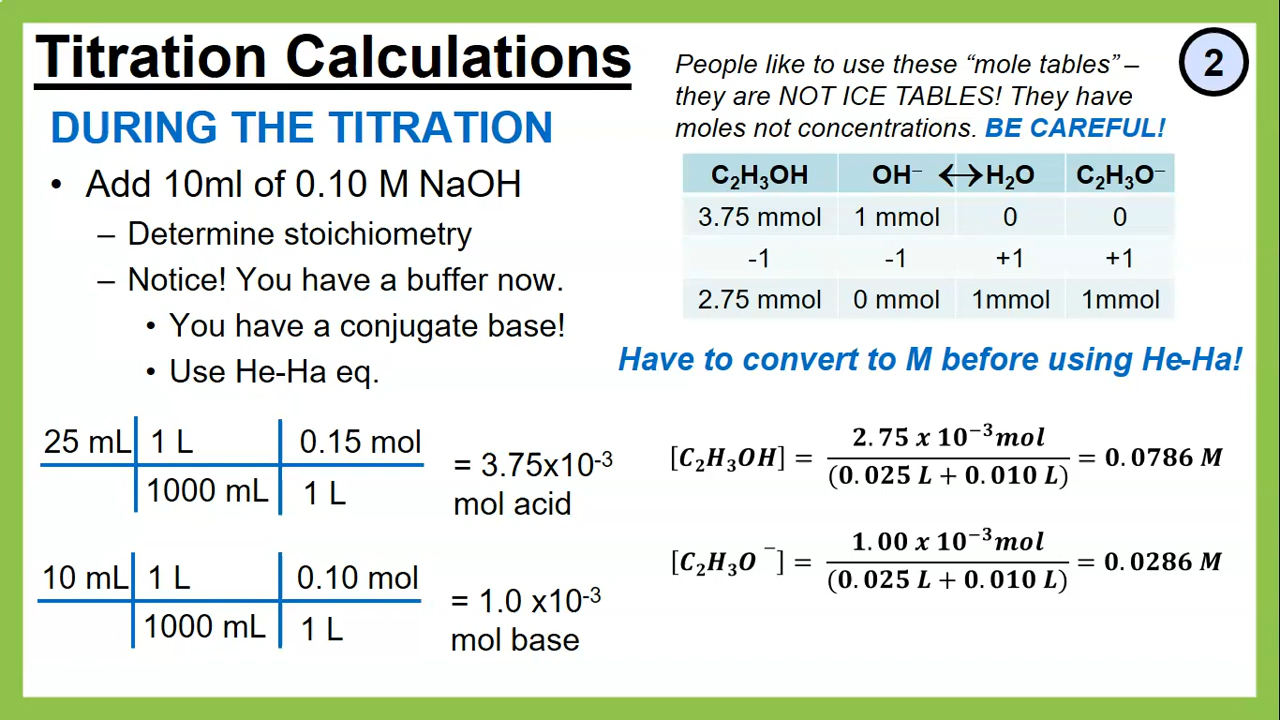 Titration Calculations
DURING THE TITRATION
• Add 10ml of 0.10 M NaOH
– Determine stoichiometry
– Notice! You have a buffer now.
• You have a conjugate base!
• Use He-Ha eq.
25 mL 1 L 0.15 mol
1000 mL 1 L
= 3.75x10⁻³
mol acid
10 mL 1 L 0.10 mol
1000 mL 1 L
= 1.0 x10⁻³
mol base
2
People like to use these “mole tables” –
they are NOT ICE TABLES! They have
moles not concentrations. BE CAREFUL!
C₂H₃OH OH⁻ ↔ H₂O C₂H₃O⁻
3.75 mmol 1 mmol 0 0
-1 -1 +1 +1
2.75 mmol 0 mmol 1mmol 1mmol
Have to convert to M before using He-Ha!
[C₂H₃OH] = 2.75 x 10⁻³mol / (0.025 L + 0.010 L) = 0.0786 M
[C₂H₃O⁻] = 1.00 x 10⁻³mol / (0.025 L + 0.010 L) = 0.0286 M